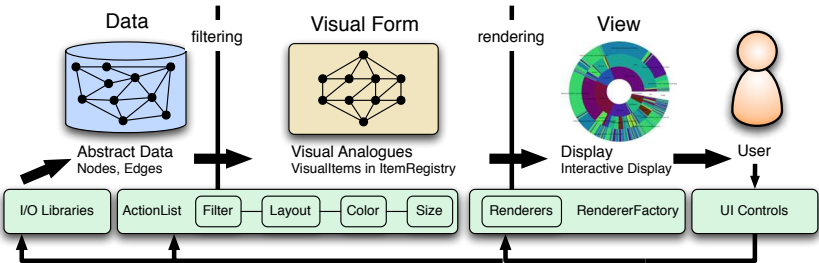 Data
Visual Form
View
filtering
rendering
Abstract Data
Nodes, Edges
Visual Analogues
VisualItems in ItemRegistry
Display
Interactive Display
User
I/O Libraries
ActionList
Filter
Layout
Color
Size
Renderers
RendererFactory
UI Controls